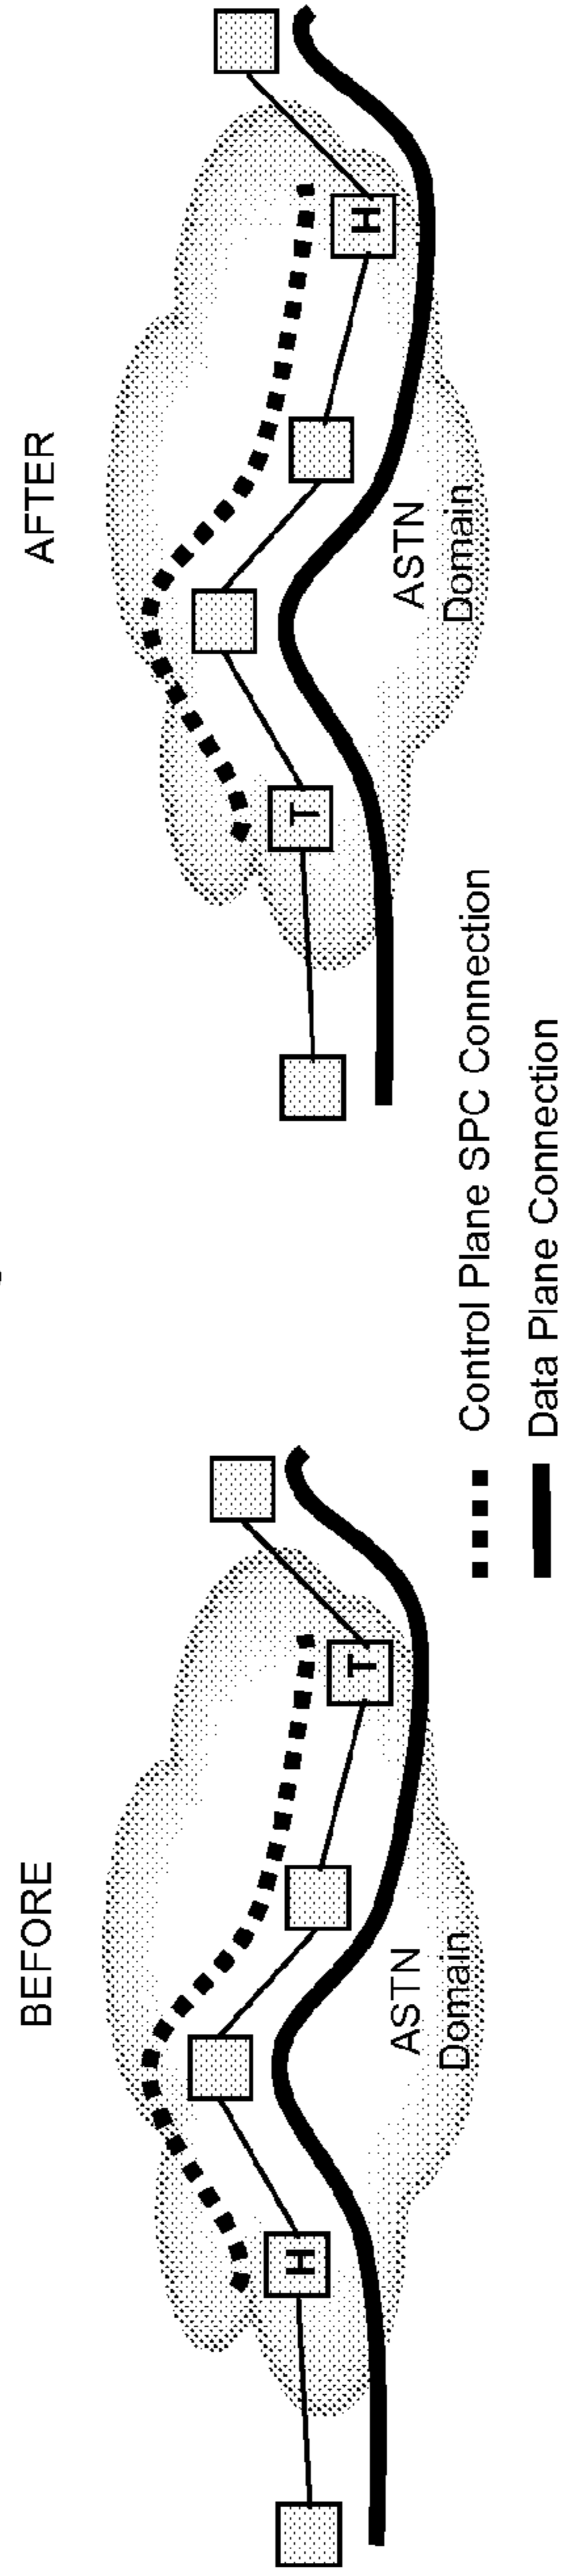 BEFORE
H
T
ASTN
Domain
AFTER
T
H
ASTN
Domain
Control Plane SPC Connection
Data Plane Connection